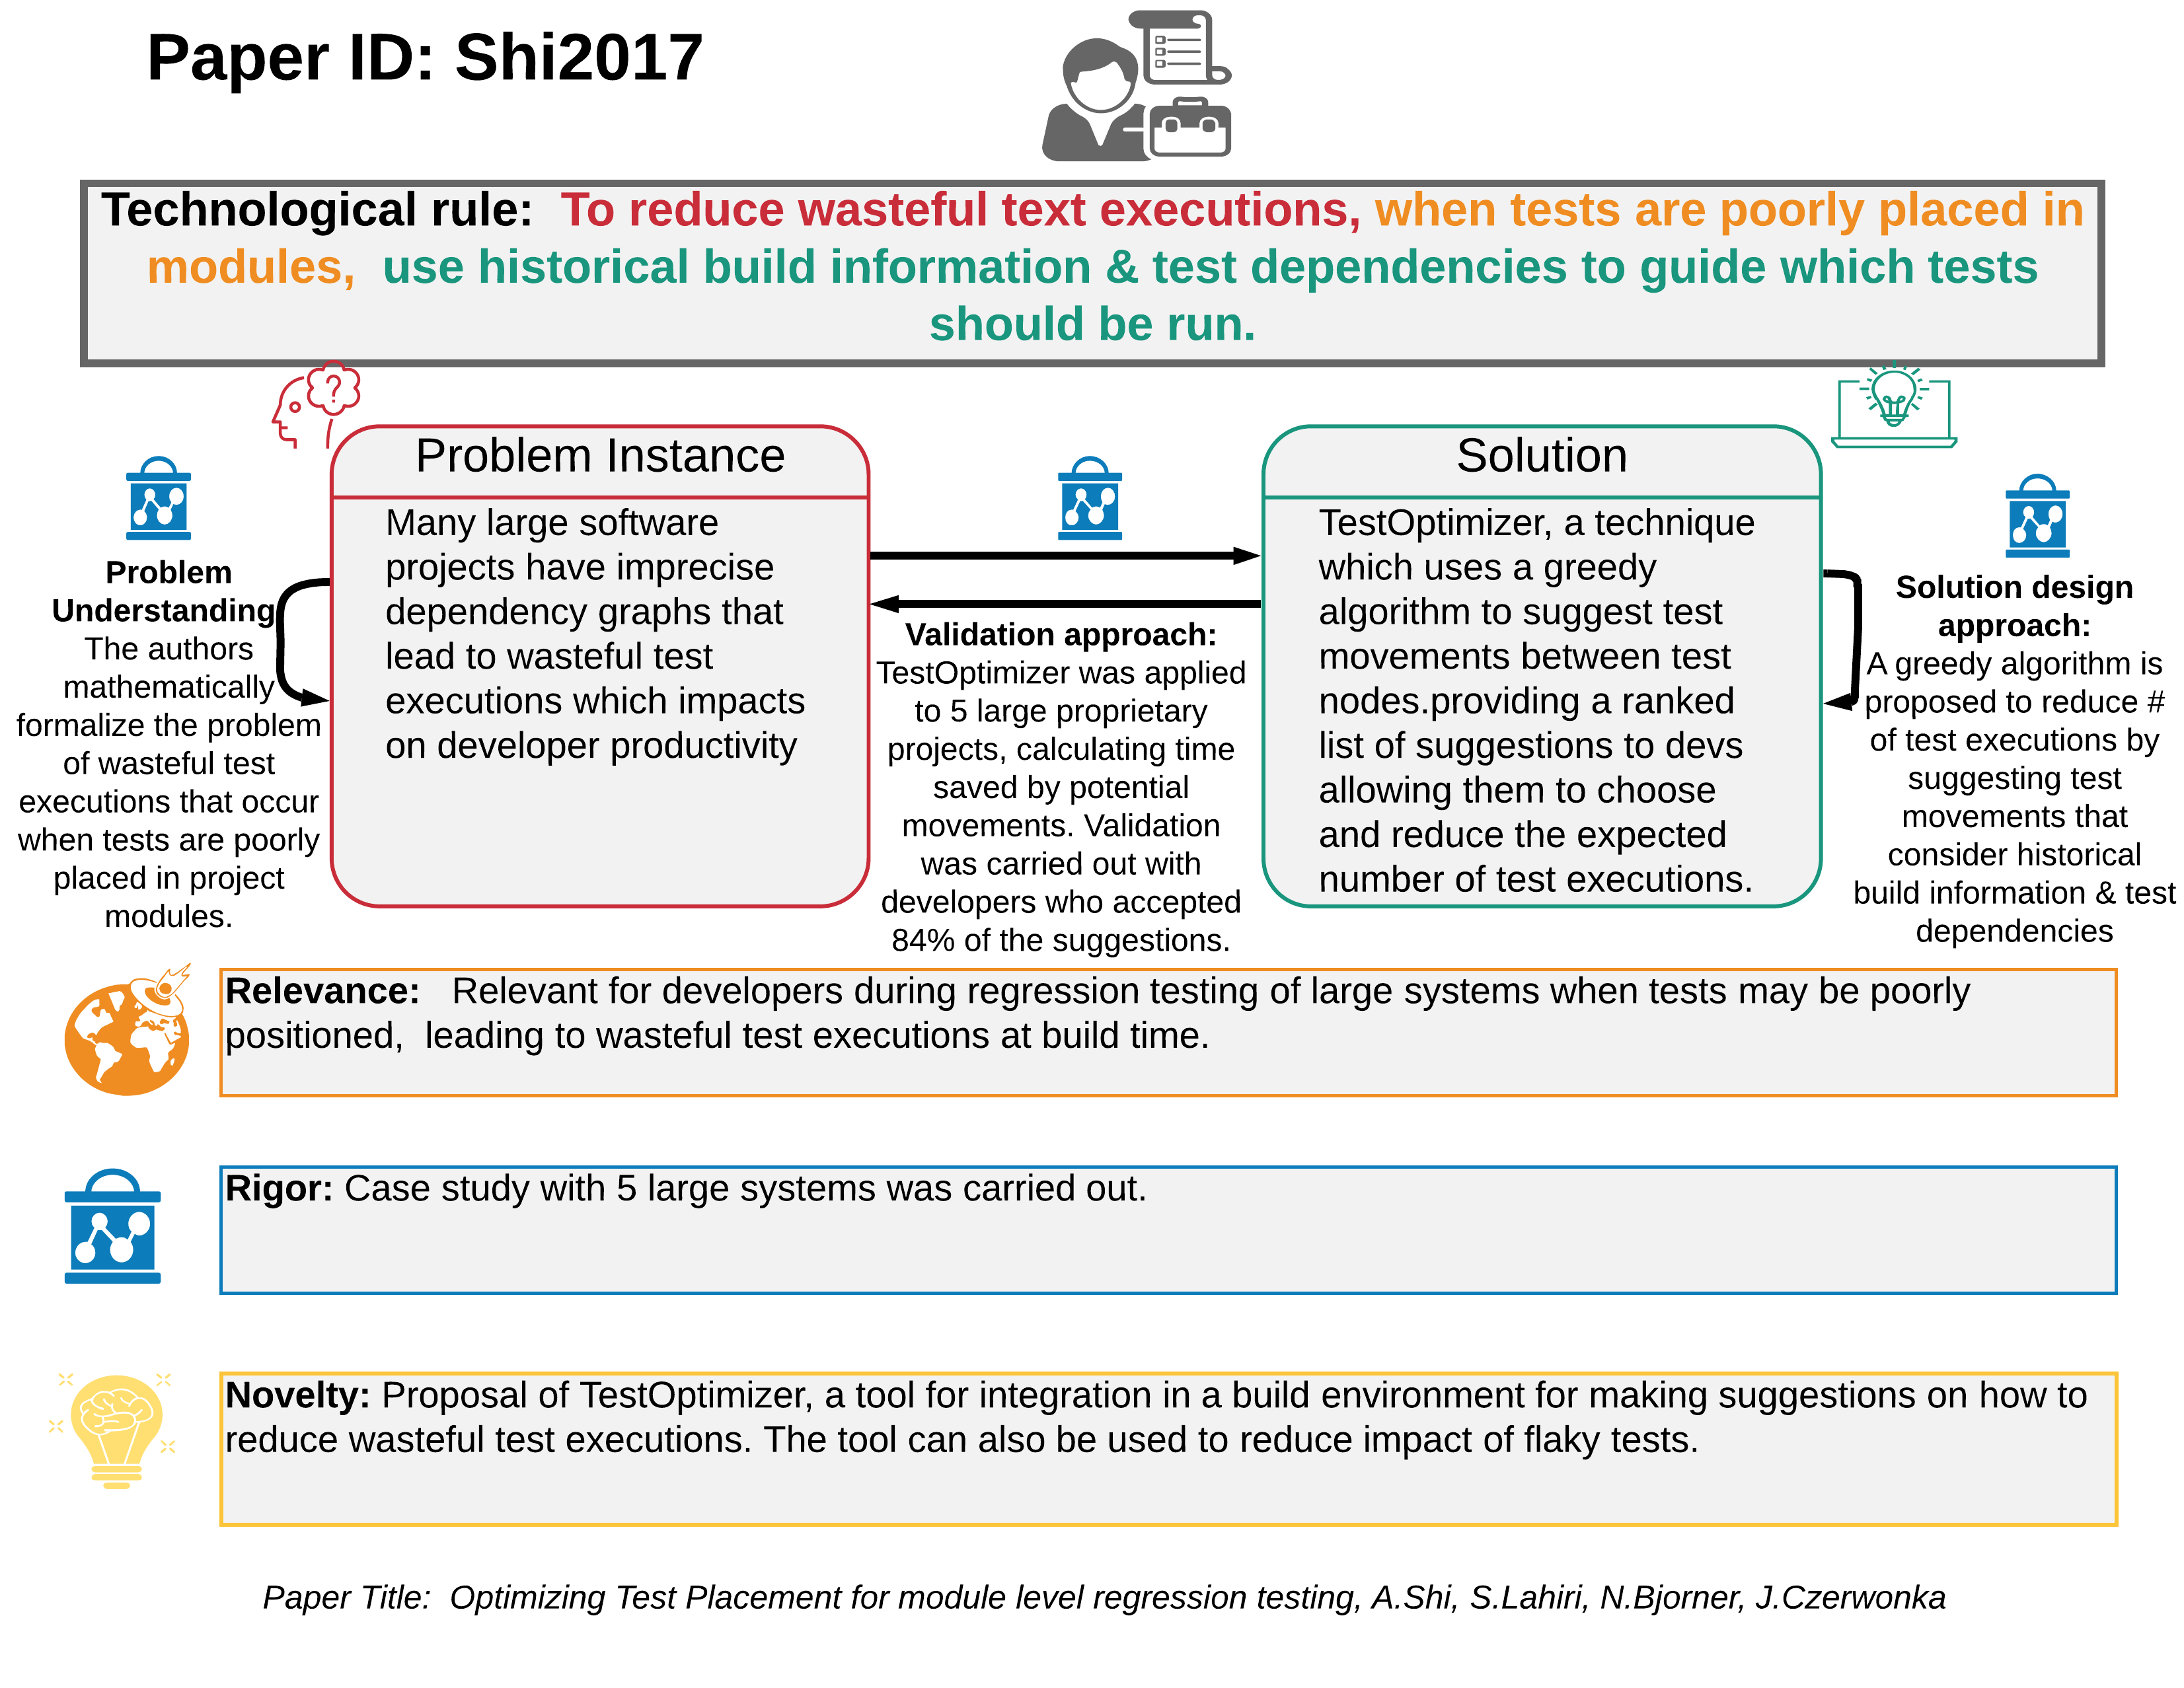 Paper ID: Shi2017
Technological rule: To reduce wasteful text executions, when tests are poorly placed in
modules, use historical build information & test dependencies to guide which tests
should be run.
Problem
Understanding
The authors
mathematically
formalize the problem
of wasteful test
executions that occur
when tests are poorly
placed in project
modules.
Problem Instance
Many large software
projects have imprecise
dependency graphs that
lead to wasteful test
executions which impacts
on developer productivity
Validation approach:
TestOptimizer was applied
to 5 large proprietary
projects, calculating time
saved by potential
movements. Validation
was carried out with
developers who accepted
84% of the suggestions.
Solution
TestOptimizer, a technique
which uses a greedy
algorithm to suggest test
movements between test
nodes.providing a ranked
list of suggestions to devs
allowing them to choose
and reduce the expected
number of test executions.
Solution design
approach:
A greedy algorithm is
proposed to reduce #
of test executions by
suggesting test
movements that
consider historical
build information & test
dependencies
Relevance: Relevant for developers during regression testing of large systems when tests may be poorly
positioned, leading to wasteful test executions at build time.
Rigor: Case study with 5 large systems was carried out.
Novelty: Proposal of TestOptimizer, a tool for integration in a build environment for making suggestions on how to
reduce wasteful test executions. The tool can also be used to reduce impact of flaky tests.
Paper Title: Optimizing Test Placement for module level regression testing, A.Shi, S.Lahiri, N.Bjorner, J.Czerwonka